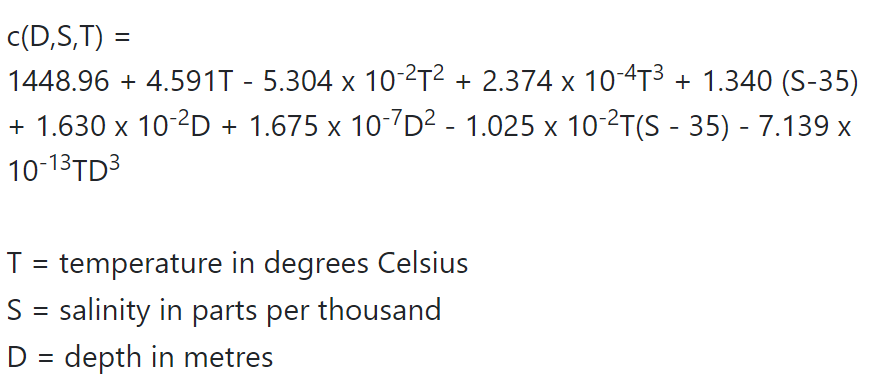 c(D,S,T) =
1448.96 + 4.591T - 5.304 x 10⁻²T² + 2.374 x 10⁻⁴T³ + 1.340 (S-35)
+ 1.630 x 10⁻²D + 1.675 x 10⁻⁷D² - 1.025 x 10⁻²T(S - 35) - 7.139 x
10⁻¹³TD³
T = temperature in degrees Celsius
S = salinity in parts per thousand
D = depth in metres